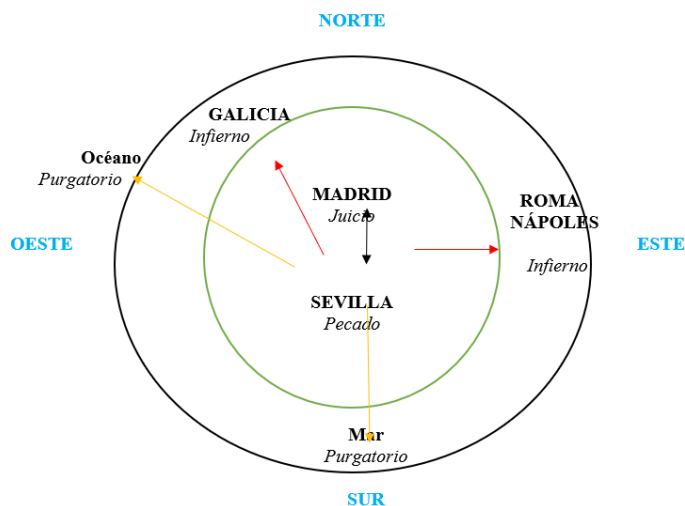 NORTE
GALICIA
Infierno
Océano
Purgatorio
MADRID
Juicio
ROMA
NÁPOLES
OESTE
ESTE
Infierno
SEVILLA
Pecado
Mar
Purgatorio
SUR